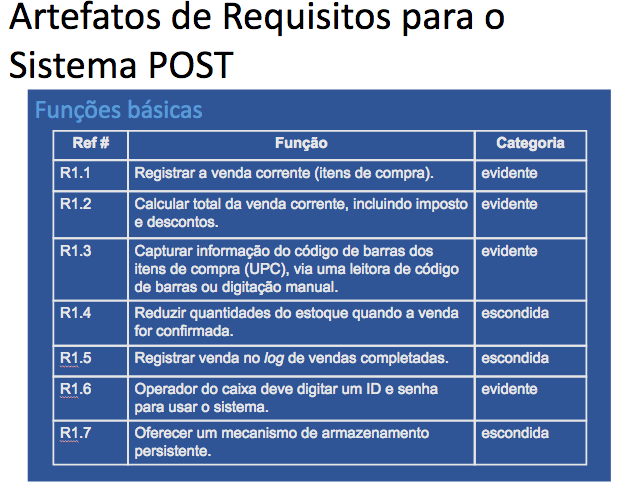 Artefatos de Requisitos para o
Sistema POST
Funções básicas
Ref # Função Categoria
R1.1 Registrar a venda corrente (itens de compra). evidente
R1.2 Calcular total da venda corrente, incluindo imposto evidente
e descontos.
R1.3 Capturar informação do código de barras dos evidente
itens de compra (UPC), via uma leitora de código
de barras ou digitação manual.
R1.4 Reduzir quantidades do estoque quando a venda escondida
for confirmada.
R1.5 Registrar venda no log de vendas completadas. escondida
R1.6 Operador do caixa deve digitar um ID e senha evidente
para usar o sistema.
R1.7 Oferecer um mecanismo de armazenamento escondida
persistente.